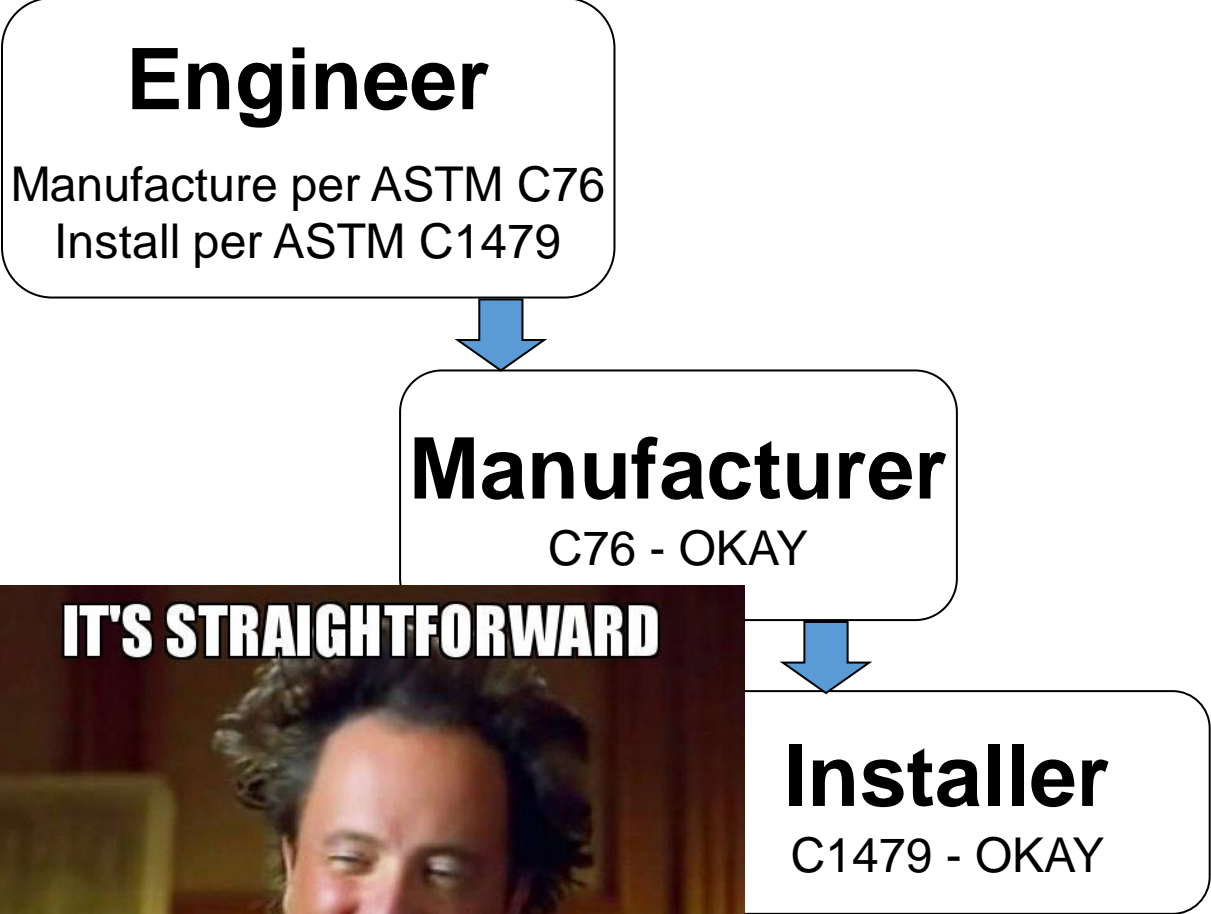 Engineer
Manufacture per ASTM C76
Install per ASTM C1479
Manufacturer
C76 - OKAY
IT'S STRAIGHTFORWARD
Installer
C1479 - OKAY